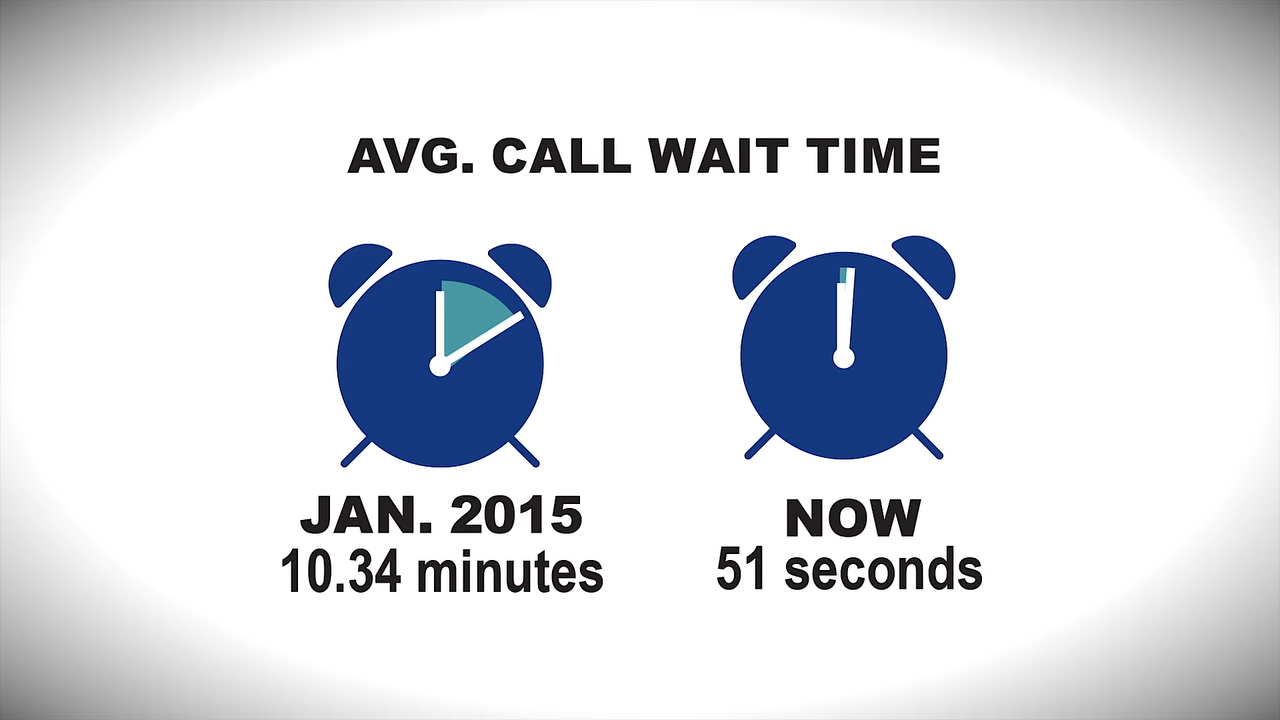 AVG. CALL WAIT TIME
JAN. 2015
10.34 minutes
NOW
51 seconds